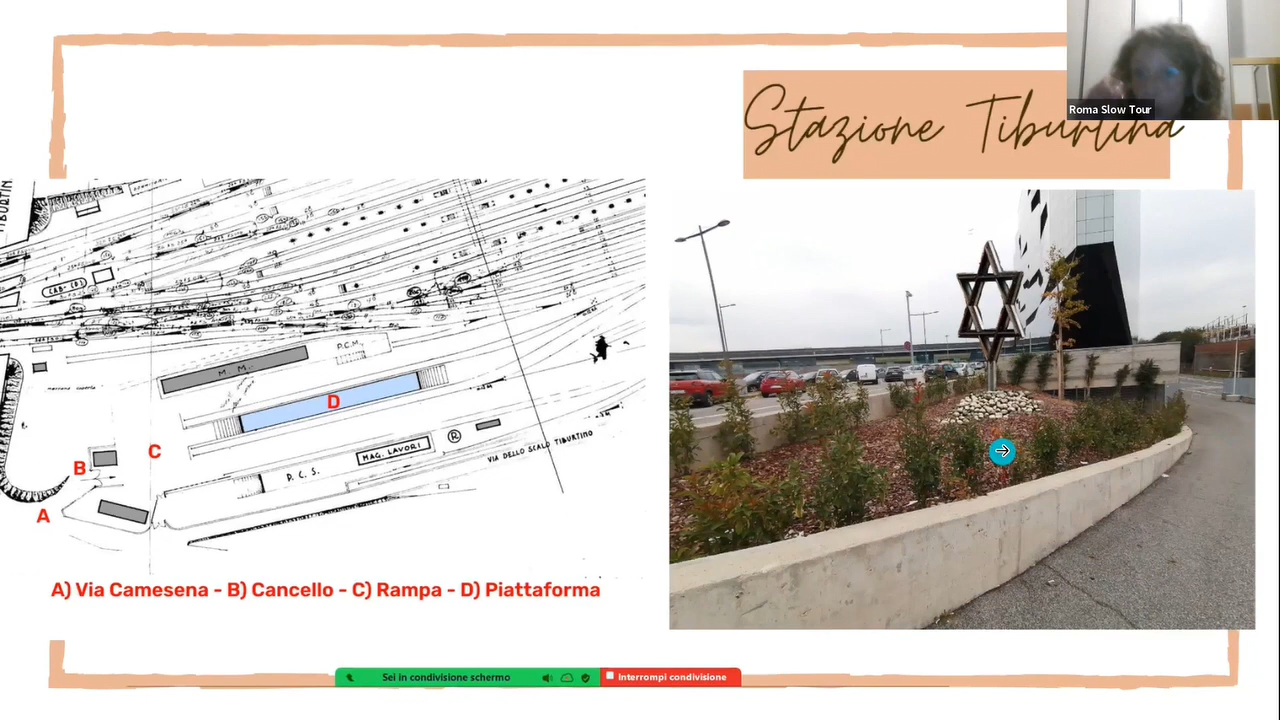 Roma Slow Tour
Stazione Tiburtina
TIBURTIN
M. M.
P.C.M.
D
C
B
MAG. LAVORI
R
P. C. S.
VIA DELLO SCALO TIBURTINO
A
A) Via Camesena - B) Cancello - C) Rampa - D) Piattaforma
Sei in condivisione schermo
Interrompi condivisione